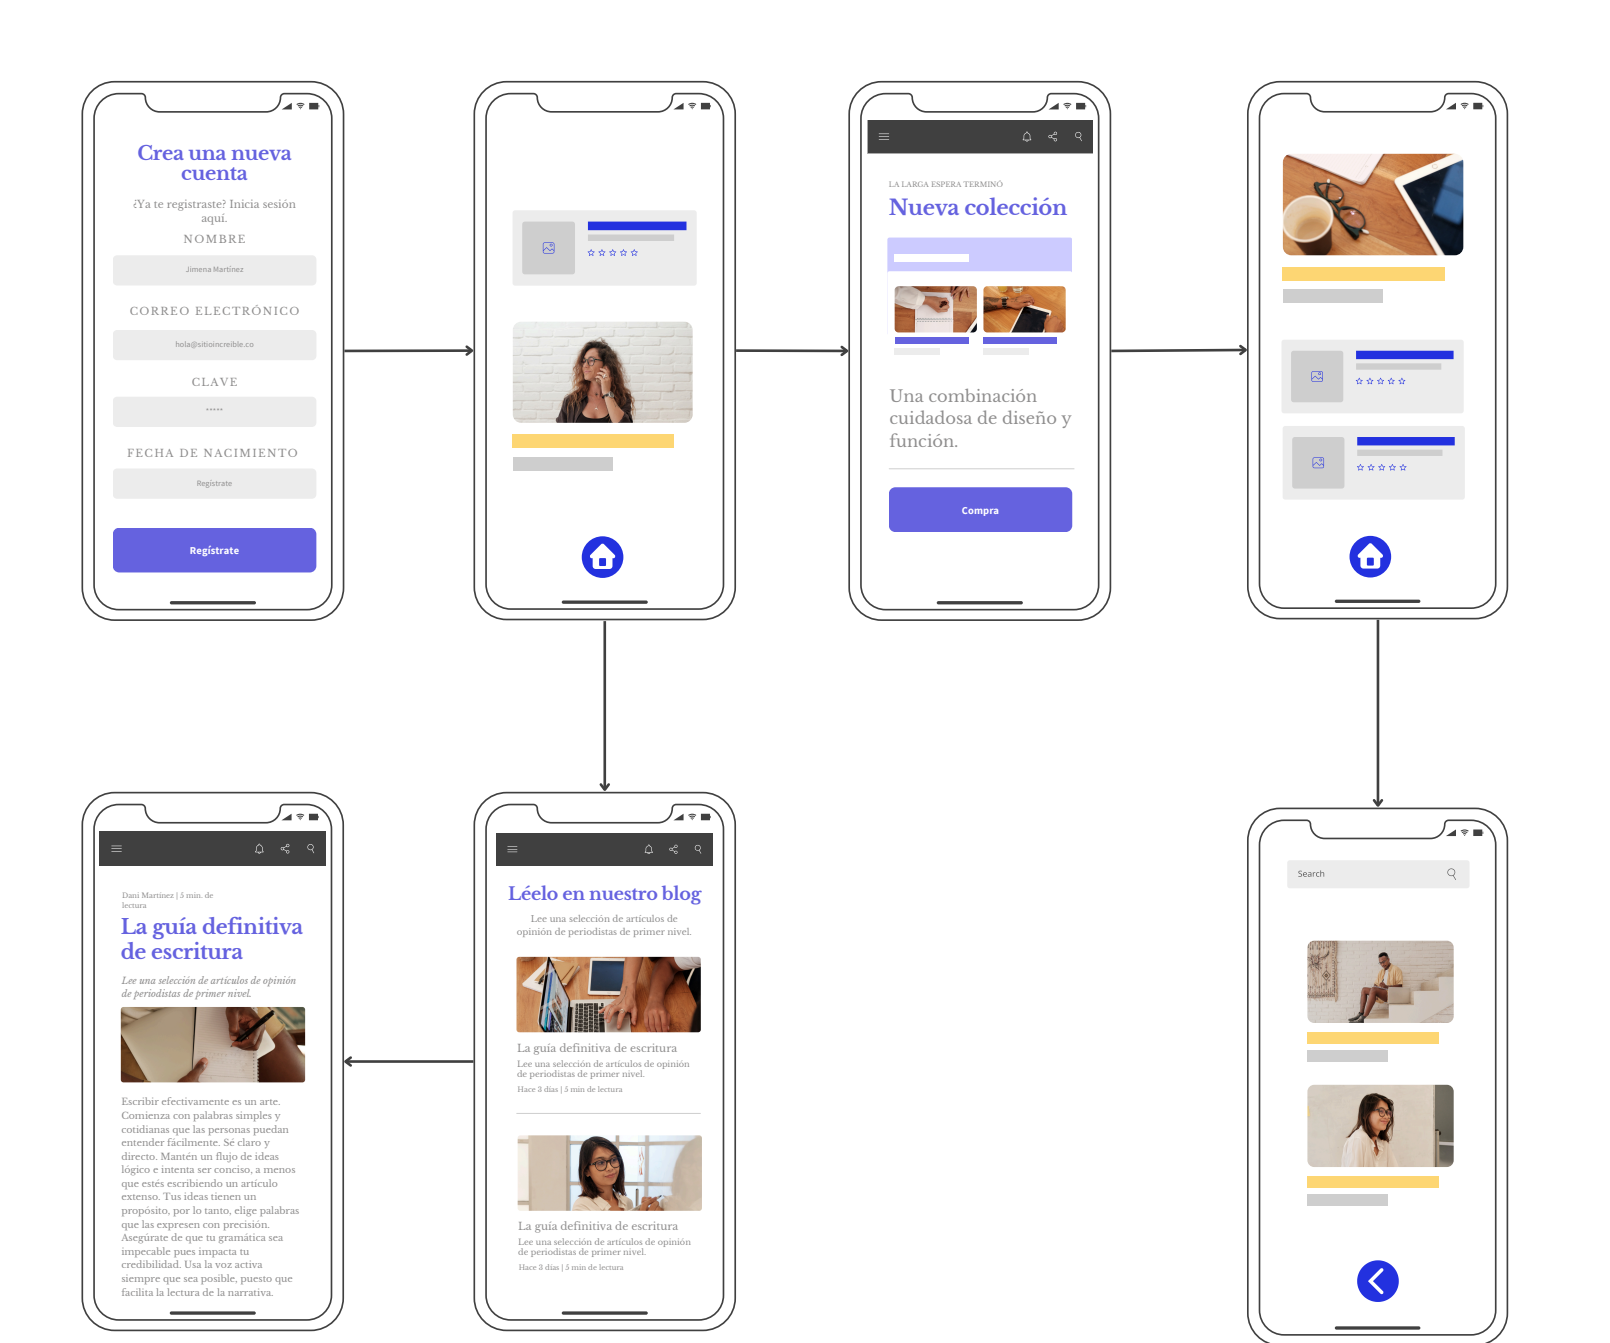 Crea una nueva
cuenta
¿Ya te registraste? Inicia sesión
aquí.
NOMBRE
Jimena Martínez
CORREO ELECTRÓNICO
hola@sitioincreible.co
CLAVE
*****
FECHA DE NACIMIENTO
Regístrate
Regístrate
LA LARGA ESPERA TERMINÓ
Nueva colección
Una combinación
cuidadosa de diseño y
función.
Compra
Dani Martínez | 5 min. de
lectura
La guía definitiva
de escritura
Lee una selección de artículos de opinión
de periodistas de primer nivel.
Escribir efectivamente es un arte.
Comienza con palabras simples y
cotidianas que las personas puedan
entender fácilmente. Sé claro y
directo. Mantén un flujo de ideas
lógico e intenta ser conciso, a menos
que estés escribiendo un artículo
extenso. Tus ideas tienen un
propósito, por lo tanto, elige palabras
que las expresen con precisión.
Asegúrate de que tu gramática sea
impecable pues impacta tu
credibilidad. Usa la voz activa
siempre que sea posible, puesto que
facilita la lectura de la narrativa.
Léelo en nuestro blog
Lee una selección de artículos de
opinión de periodistas de primer nivel.
La guía definitiva de escritura
Lee una selección de artículos de opinión
de periodistas de primer nivel.
Hace 3 días | 5 min de lectura
La guía definitiva de escritura
Lee una selección de artículos de opinión
de periodistas de primer nivel.
Hace 3 días | 5 min de lectura
Search